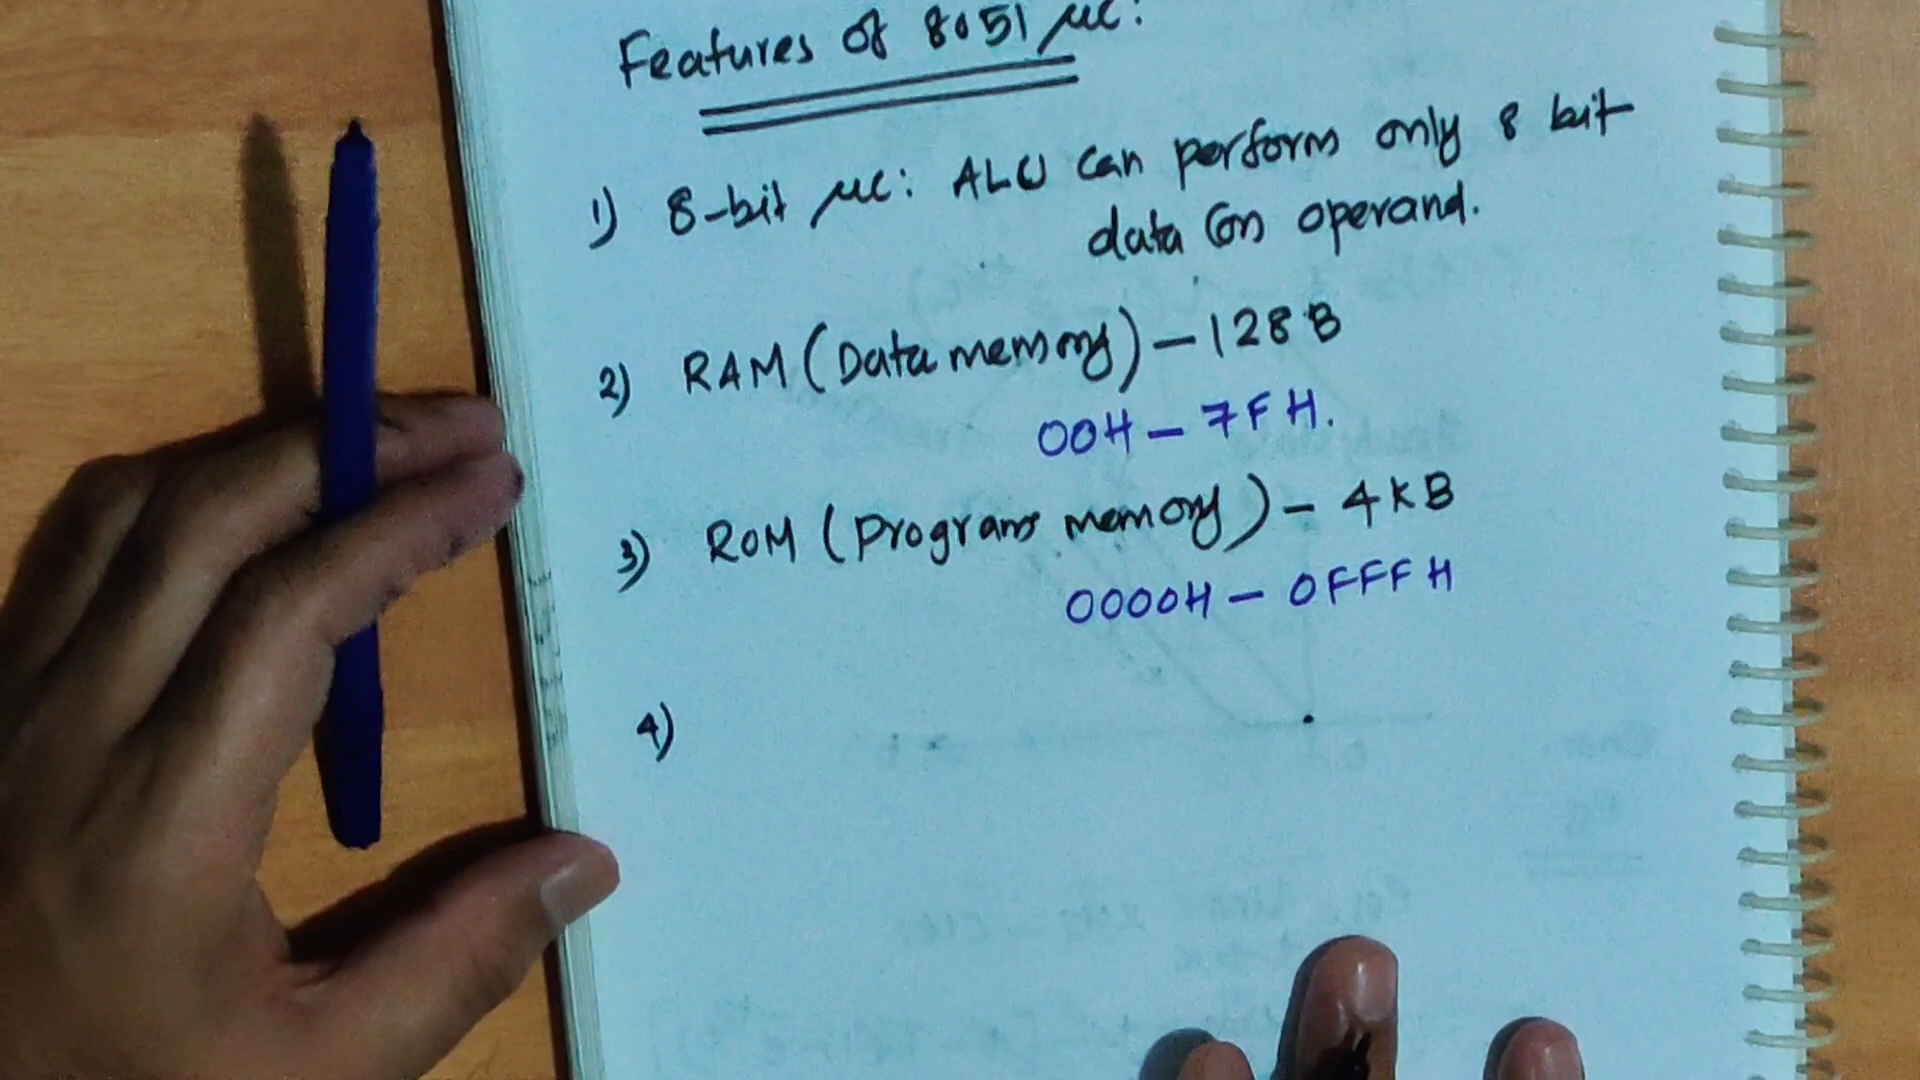 Features of 8051 μc:
1) 8-bit μc: ALU can perform only 8 bit
data (or) operand.
2) RAM (Data memory) – 128 B
00H – 7FH.
3) ROM (Program memory) – 4KB
0000H – 0FFFH
4)